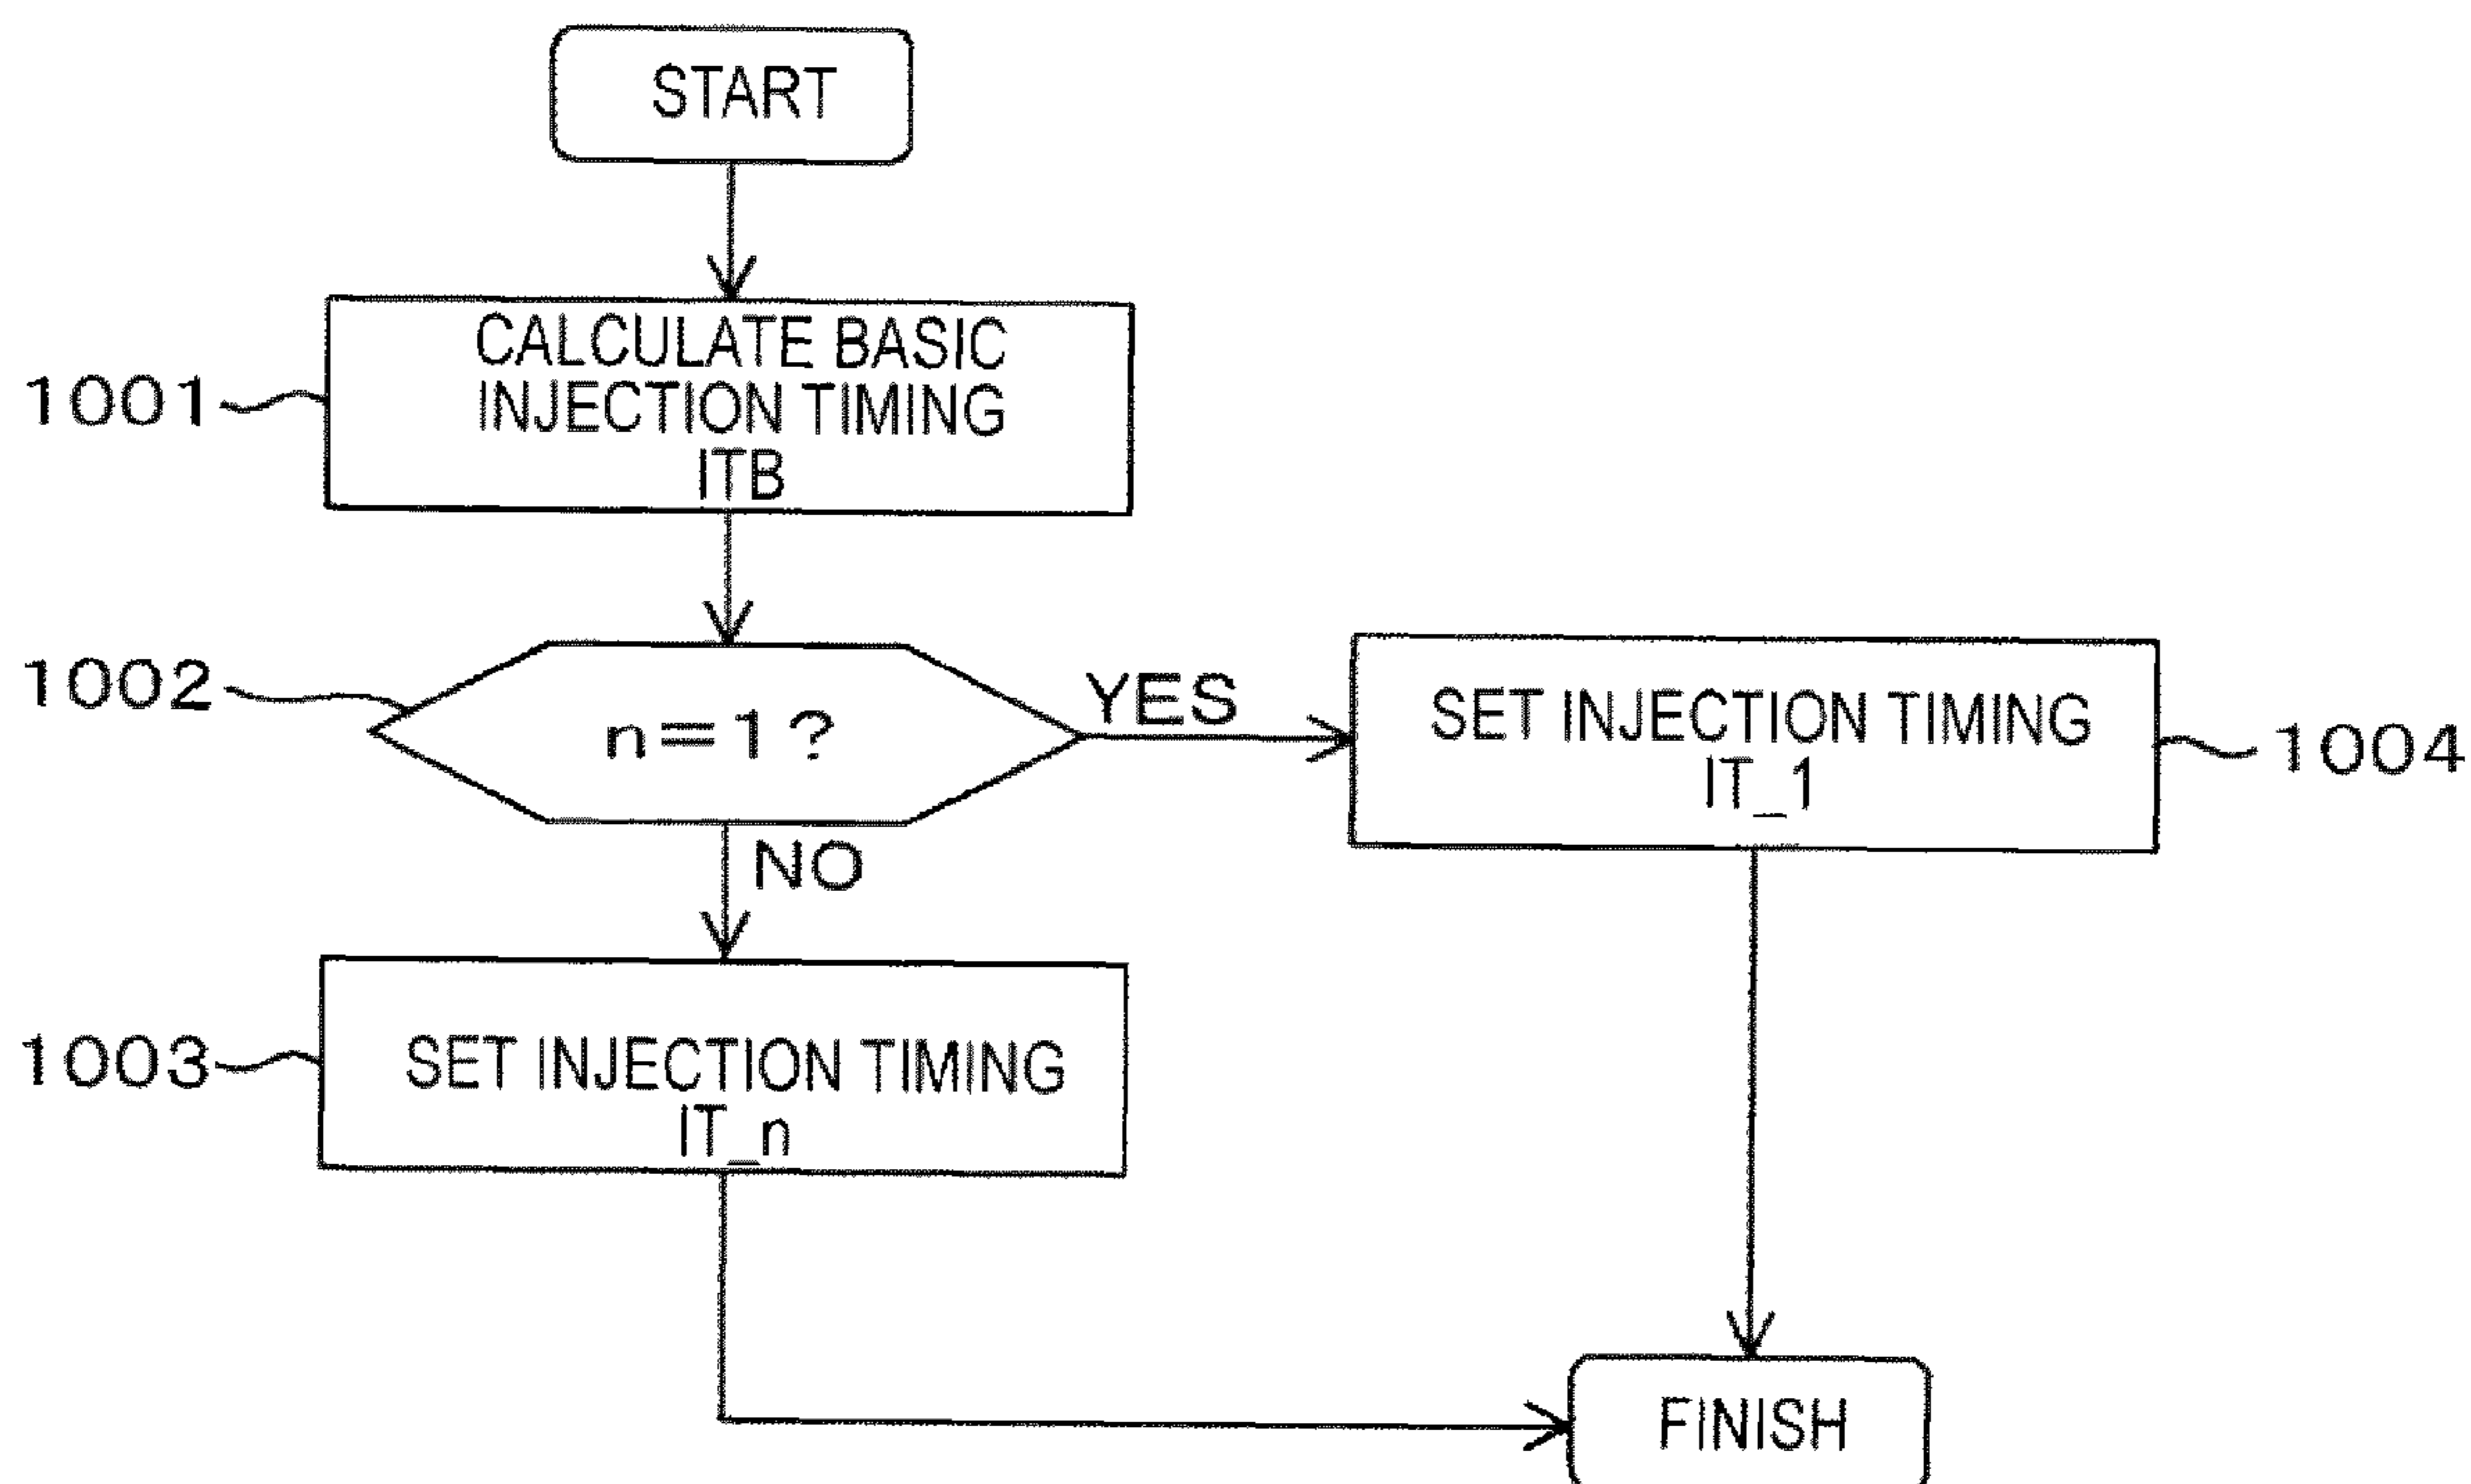 START
CALCULATE BASIC
INJECTION TIMING
ITB
1001
1002
n=1?
YES
SET INJECTION TIMING
IT_1
1004
NO
1003
SET INJECTION TIMING
IT_n
FINISH